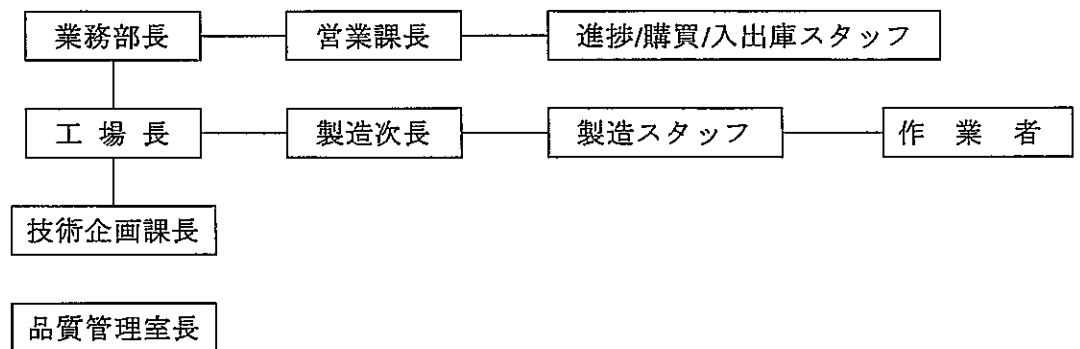 業務部長 営業課長 進捗/購買/入出庫スタッフ
工場長 製造次長 製造スタッフ 作業者
技術企画課長
品質管理室長